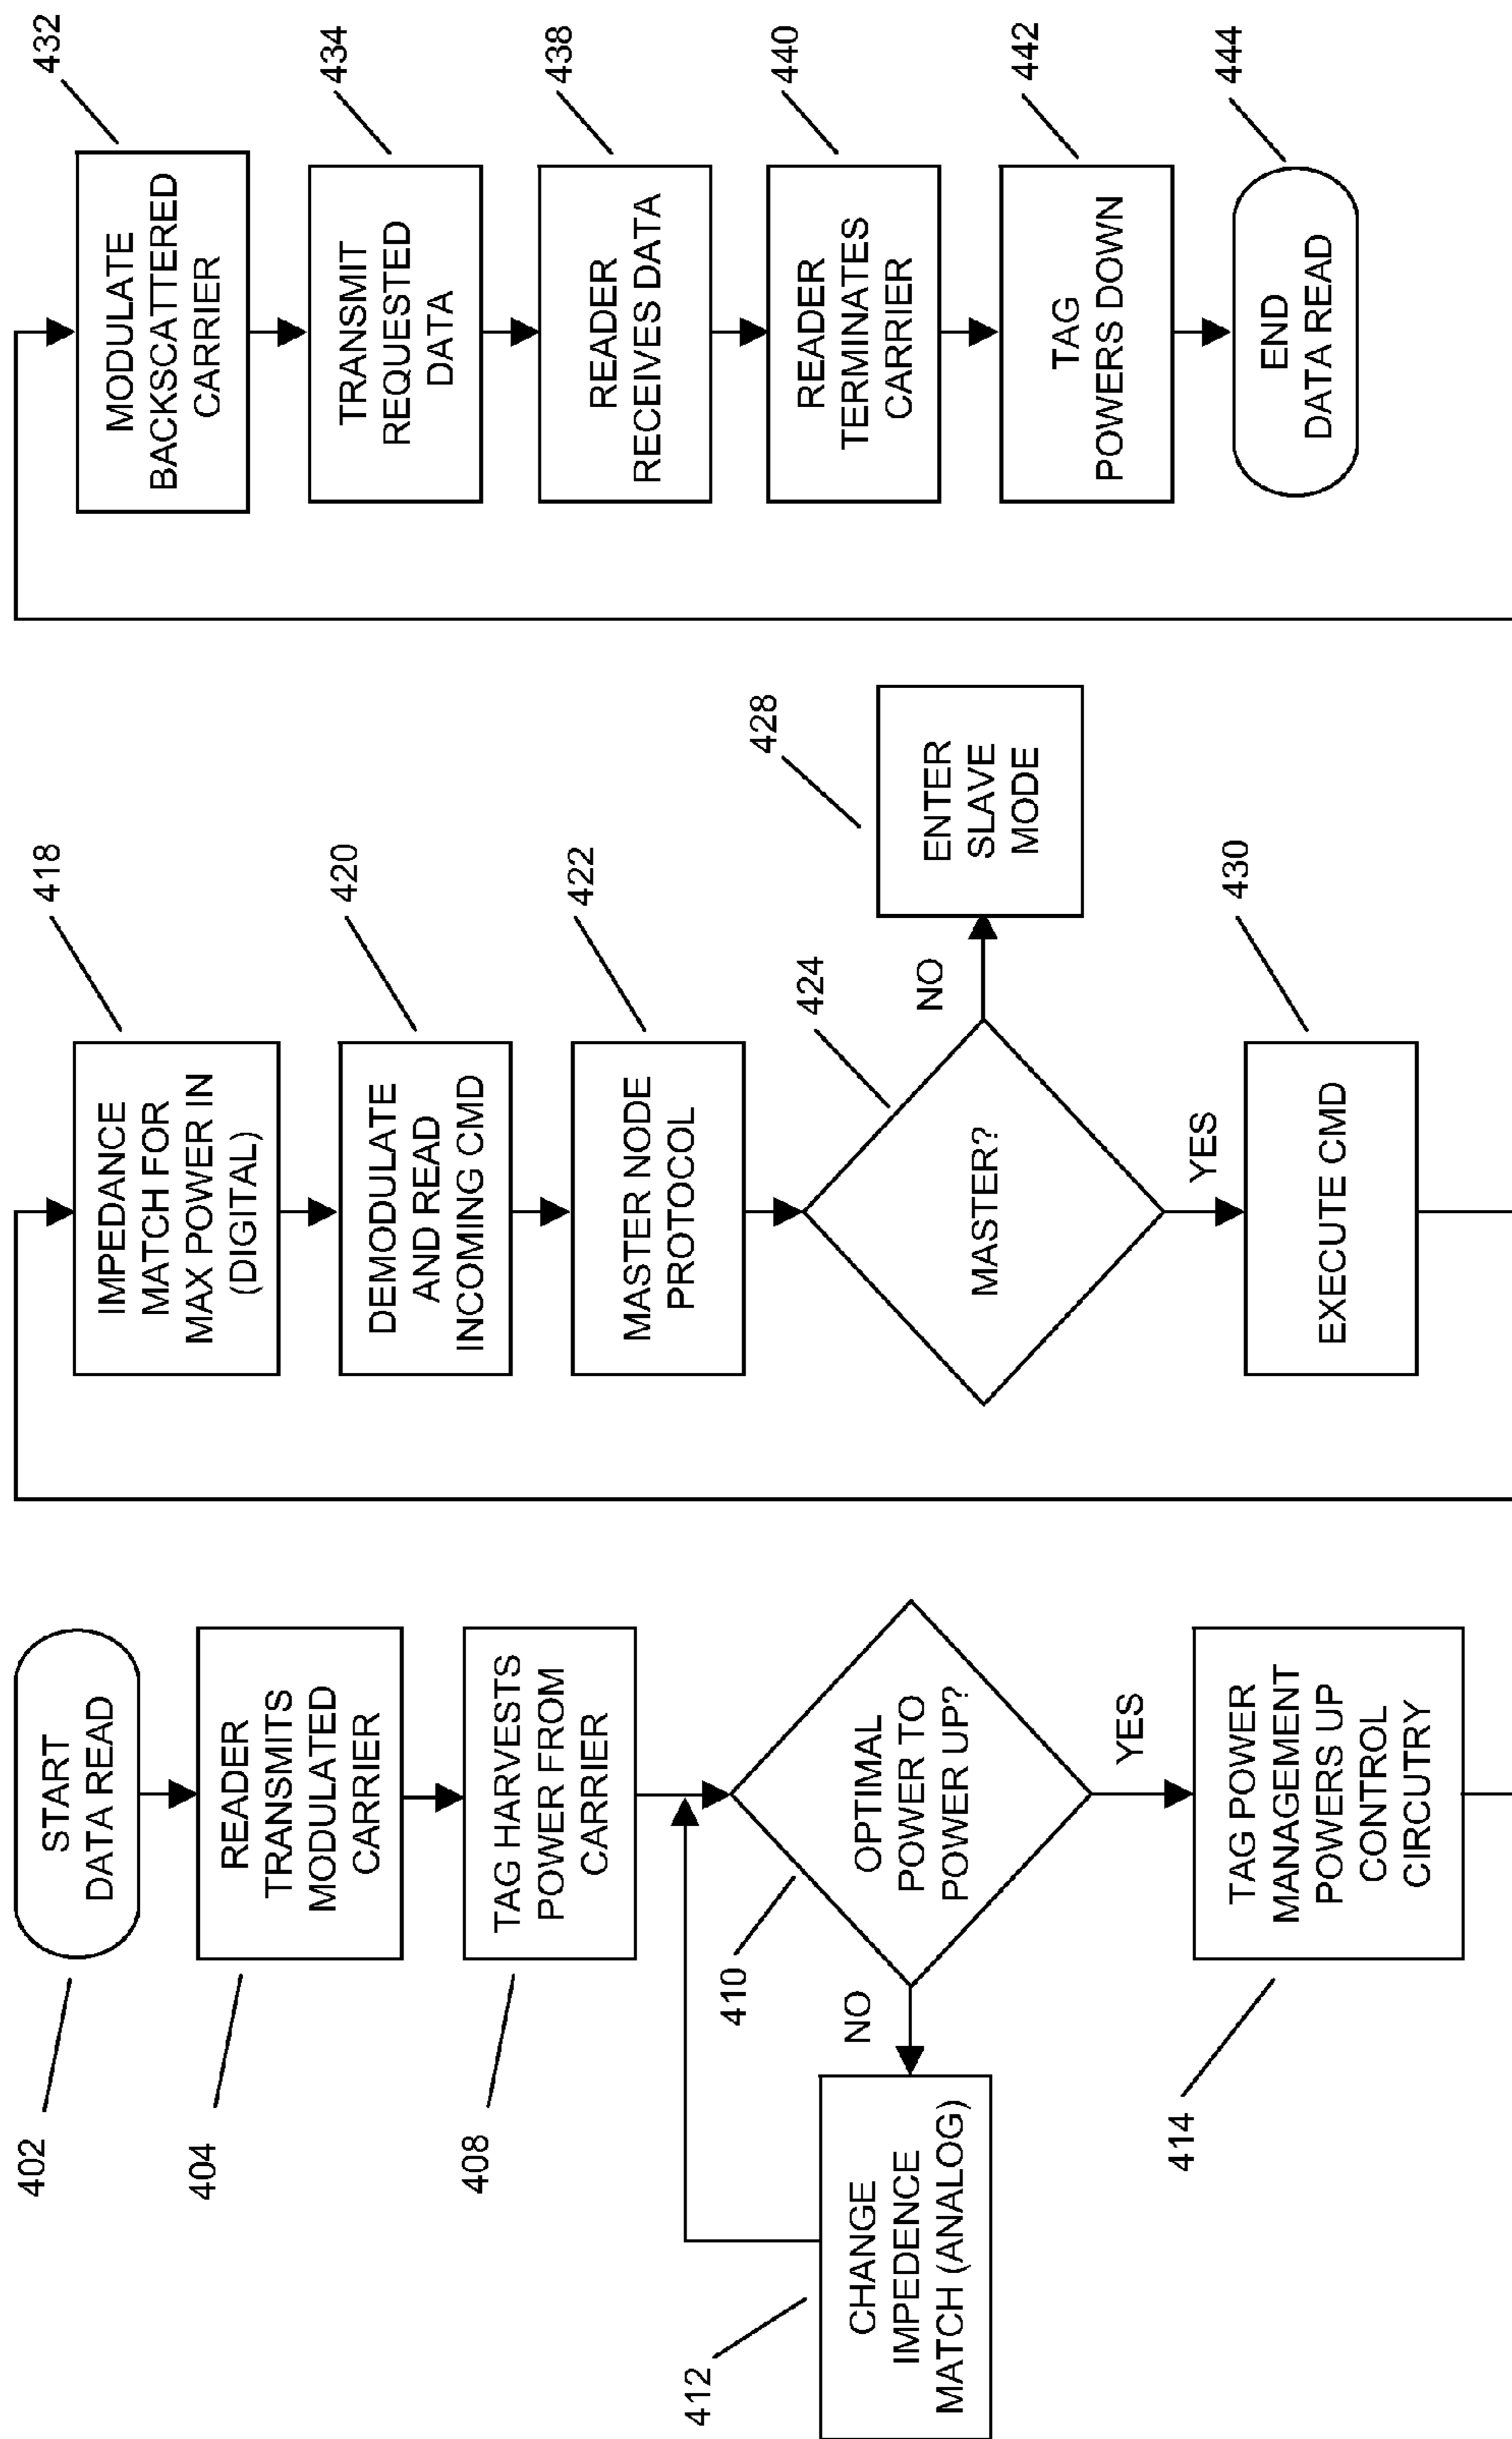 402
START
DATA READ
404
READER
TRANSMITS
MODULATED
CARRIER
408
TAG HARVESTS
POWER FROM
CARRIER
410
OPTIMAL
POWER TO
POWER UP?
NO
412
CHANGE
IMPEDENCE
MATCH (ANALOG)
YES
414
TAG POWER
MANAGEMENT
POWERS UP
CONTROL
CIRCUTRY
418
IMPEDANCE
MATCH FOR
MAX POWER IN
(DIGITAL)
420
DEMODULATE
AND READ
INCOMING CMD
422
MASTER NODE
PROTOCOL
424
MASTER?
NO
428
ENTER
SLAVE
MODE
YES
430
EXECUTE CMD
432
MODULATE
BACKSCATTERED
CARRIER
434
TRANSMIT
REQUESTED
DATA
438
READER
RECEIVES DATA
440
READER
TERMINATES
CARRIER
442
TAG
POWERS DOWN
444
END
DATA READ